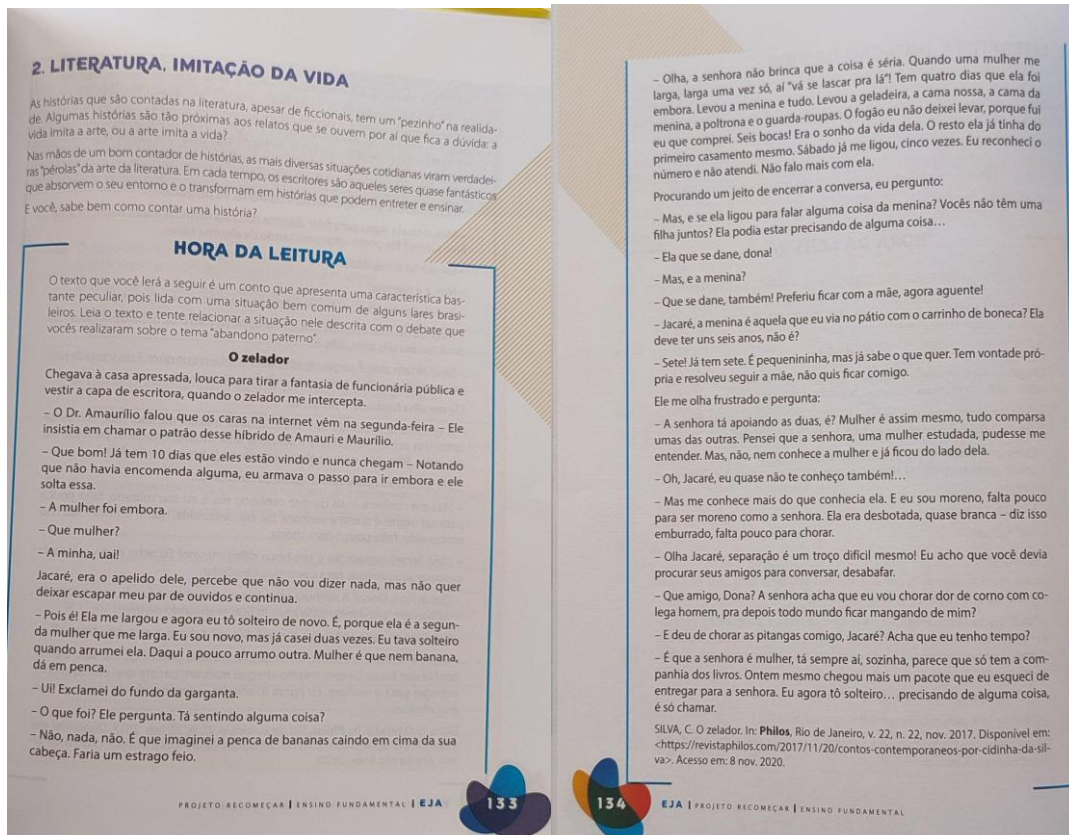 2. LITERATURA, IMITAÇÃO DA VIDA
As histórias que são contadas na literatura, apesar de ficcionais, tem um "pezinho" na realida-
de. Algumas histórias são tão próximas aos relatos que se ouvem por aí que fica a dúvida: a
vida imita a arte, ou a arte imita a vida?
Nas mãos de um bom contador de histórias, as mais diversas situações cotidianas viram verdadei-
ras "pérolas" da arte da literatura. Em cada tempo, os escritores são aqueles seres quase fantásticos
que absorvem o seu entorno e o transformam em histórias que podem entreter e ensinar.
E você, sabe bem como contar uma história?
HORA DA LEITURA
O texto que você lerá a seguir é um conto que apresenta uma característica bas-
tante peculiar, pois lida com uma situação bem comum de alguns lares brasi-
leiros. Leia o texto e tente relacionar a situação nele descrita com o debate que
vocês realizaram sobre o tema "abandono paterno".
O zelador
Chegava à casa apressada, louca para tirar a fantasia de funcionária pública e
vestir a capa de escritora, quando o zelador me intercepta.
– O Dr. Amaurílio falou que os caras na internet vêm na segunda-feira – Ele
insistia em chamar o patrão desse híbrido de Amauri e Maurílio.
– Que bom! Já tem 10 dias que eles estão vindo e nunca chegam – Notando
que não havia encomenda alguma, eu armava o passo para ir embora e ele
solta essa.
– A mulher foi embora.
– Que mulher?
– A minha, uai!
Jacaré, era o apelido dele, percebe que não vou dizer nada, mas não quer
deixar escapar meu par de ouvidos e continua.
– Pois é! Ela me largou e agora eu tô solteiro de novo. É, porque ela é a segun-
da mulher que me larga. Eu sou novo, mas já casei duas vezes. Eu tava solteiro
quando arrumei ela. Daqui a pouco arrumo outra. Mulher é que nem banana,
dá em penca.
– Ui! Exclamei do fundo da garganta.
– O que foi? Ele pergunta. Tá sentindo alguma coisa?
– Não, nada, não. É que imaginei a penca de bananas caindo em cima da sua
cabeça. Faria um estrago feio.
PROJETO RECOMEÇAR | ENSINO FUNDAMENTAL | EJA 133
– Olha, a senhora não brinca que a coisa é séria. Quando uma mulher me
larga, larga uma vez só, aí "vá se lascar pra lá"! Tem quatro dias que ela foi
embora. Levou a menina e tudo. Levou a geladeira, a cama nossa, a cama da
menina, a poltrona e o guarda-roupas. O fogão eu não deixei levar, porque fui
eu que comprei. Seis bocas! Era o sonho da vida dela. O resto ela já tinha do
primeiro casamento mesmo. Sábado já me ligou, cinco vezes. Eu reconheci o
número e não atendi. Não falo mais com ela.
Procurando um jeito de encerrar a conversa, eu pergunto:
– Mas, e se ela ligou para falar alguma coisa da menina? Vocês não têm uma
filha juntos? Ela podia estar precisando de alguma coisa...
– Ela que se dane, dona!
– Mas, e a menina?
– Que se dane, também! Preferiu ficar com a mãe, agora aguente!
– Jacaré, a menina é aquela que eu via no pátio com o carrinho de boneca? Ela
deve ter uns seis anos, não é?
– Sete! Já tem sete. É pequenininha, mas já sabe o que quer. Tem vontade pró-
pria e resolveu seguir a mãe, não quis ficar comigo.
Ele me olha frustrado e pergunta:
– A senhora tá apoiando as duas, é? Mulher é assim mesmo, tudo comparsa
umas das outras. Pensei que a senhora, uma mulher estudada, pudesse me
entender. Mas, não, nem conhece a mulher e já ficou do lado dela.
– Oh, Jacaré, eu quase não te conheço também!...
– Mas me conhece mais do que conhecia ela. E eu sou moreno, falta pouco
para ser moreno como a senhora. Ela era desbotada, quase branca – diz isso
emburrado, falta pouco para chorar.
– Olha Jacaré, separação é um troço difícil mesmo! Eu acho que você devia
procurar seus amigos para conversar, desabafar.
– Que amigo, Dona? A senhora acha que eu vou chorar dor de corno com co-
lega homem, pra depois todo mundo ficar mangando de mim?
– E deu de chorar as pitangas comigo, Jacaré? Acha que eu tenho tempo?
– É que a senhora é mulher, tá sempre aí, sozinha, parece que só tem a com-
panhia dos livros. Ontem mesmo chegou mais um pacote que eu esqueci de
entregar para a senhora. Eu agora tô solteiro... precisando de alguma coisa,
é só chamar.
SILVA, C. O zelador. In: Philos, Rio de Janeiro, v. 22, n. 22, nov. 2017. Disponível em:
<https://revistaphilos.com/2017/11/20/contos-contemporaneos-por-cidinha-da-sil-
va>. Acesso em: 8 nov. 2020.
134 EJA | PROJETO RECOMEÇAR | ENSINO FUNDAMENTAL